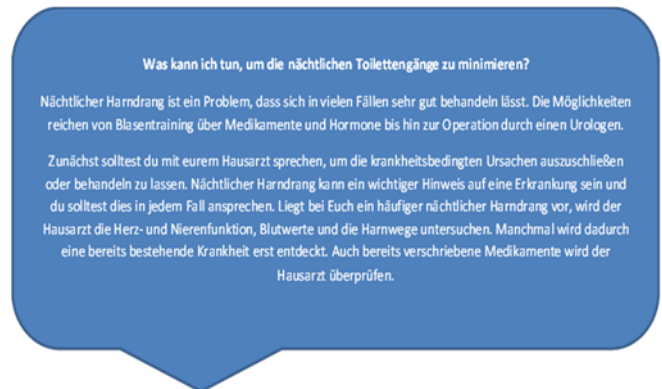 Was kann ich tun, um die nächtlichen Toilettengänge zu minimieren?
Nächtlicher Harndrang ist ein Problem, dass sich in vielen Fällen sehr gut behandeln lässt. Die Möglichkeiten
reichen von Blasentraining über Medikamente und Hormone bis hin zur Operation durch einen Urologen.
Zunächst solltest du mit eurem Hausarzt sprechen, um die krankheitsbedingten Ursachen auszuschließen
oder behandeln zu lassen. Nächtlicher Harndrang kann ein wichtiger Hinweis auf eine Erkrankung sein und
du solltest dies in jedem Fall ansprechen. Liegt bei Euch ein häufiger nächtlicher Harndrang vor, wird der
Hausarzt die Herz- und Nierenfunktion, Blutwerte und die Harnwege untersuchen. Manchmal wird dadurch
eine bereits bestehende Krankheit erst entdeckt. Auch bereits verschriebene Medikamente wird der
Hausarzt überprüfen.